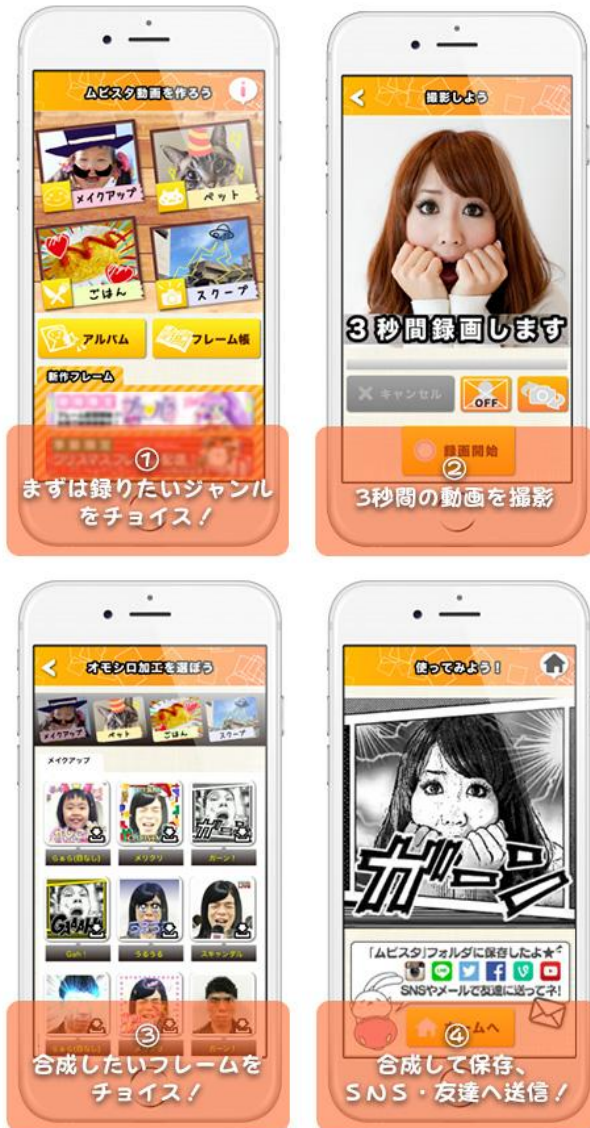 ムビスタ動画を作ろう
メイクアップ
ペット
ごはん
スクープ
アルバム
フレーム帳
新作フレーム
①
まずは録りたいジャンル
をチョイス！
撮影しよう
3秒間録画します
キャンセル
OFF
録画開始
②
3秒間の動画を撮影
オモシロ加工を選ぼう
メイクアップ
ペット
ごはん
スクープ
メイクアップ
メリクリ
ガーン！
Gah！
うるうる
スキャンダル
③
合成したいフレームを
チョイス！
使ってみよう！
ガーン
「ムビスタ」フォルダに保存したよ★
SNSやメールで友達に送ってネ！
④
合成して保存、
SNS・友達へ送信！